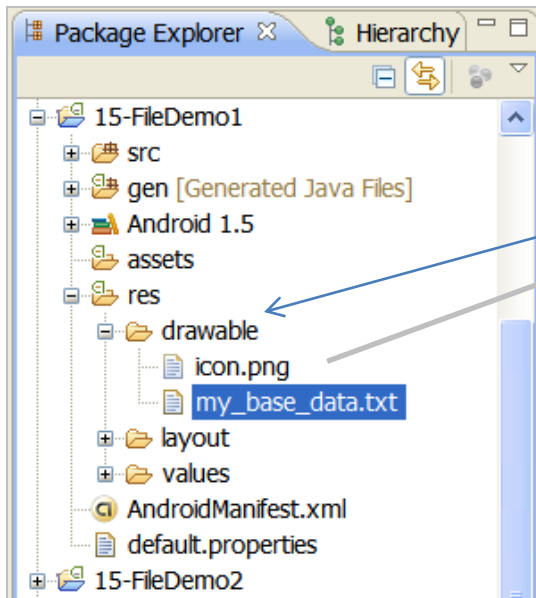 Package Explorer Hierarchy
15-FileDemo1
src
gen [Generated Java Files]
Android 1.5
assets
res
drawable
icon.png
my_base_data.txt
layout
values
AndroidManifest.xml
default.properties
15-FileDemo2